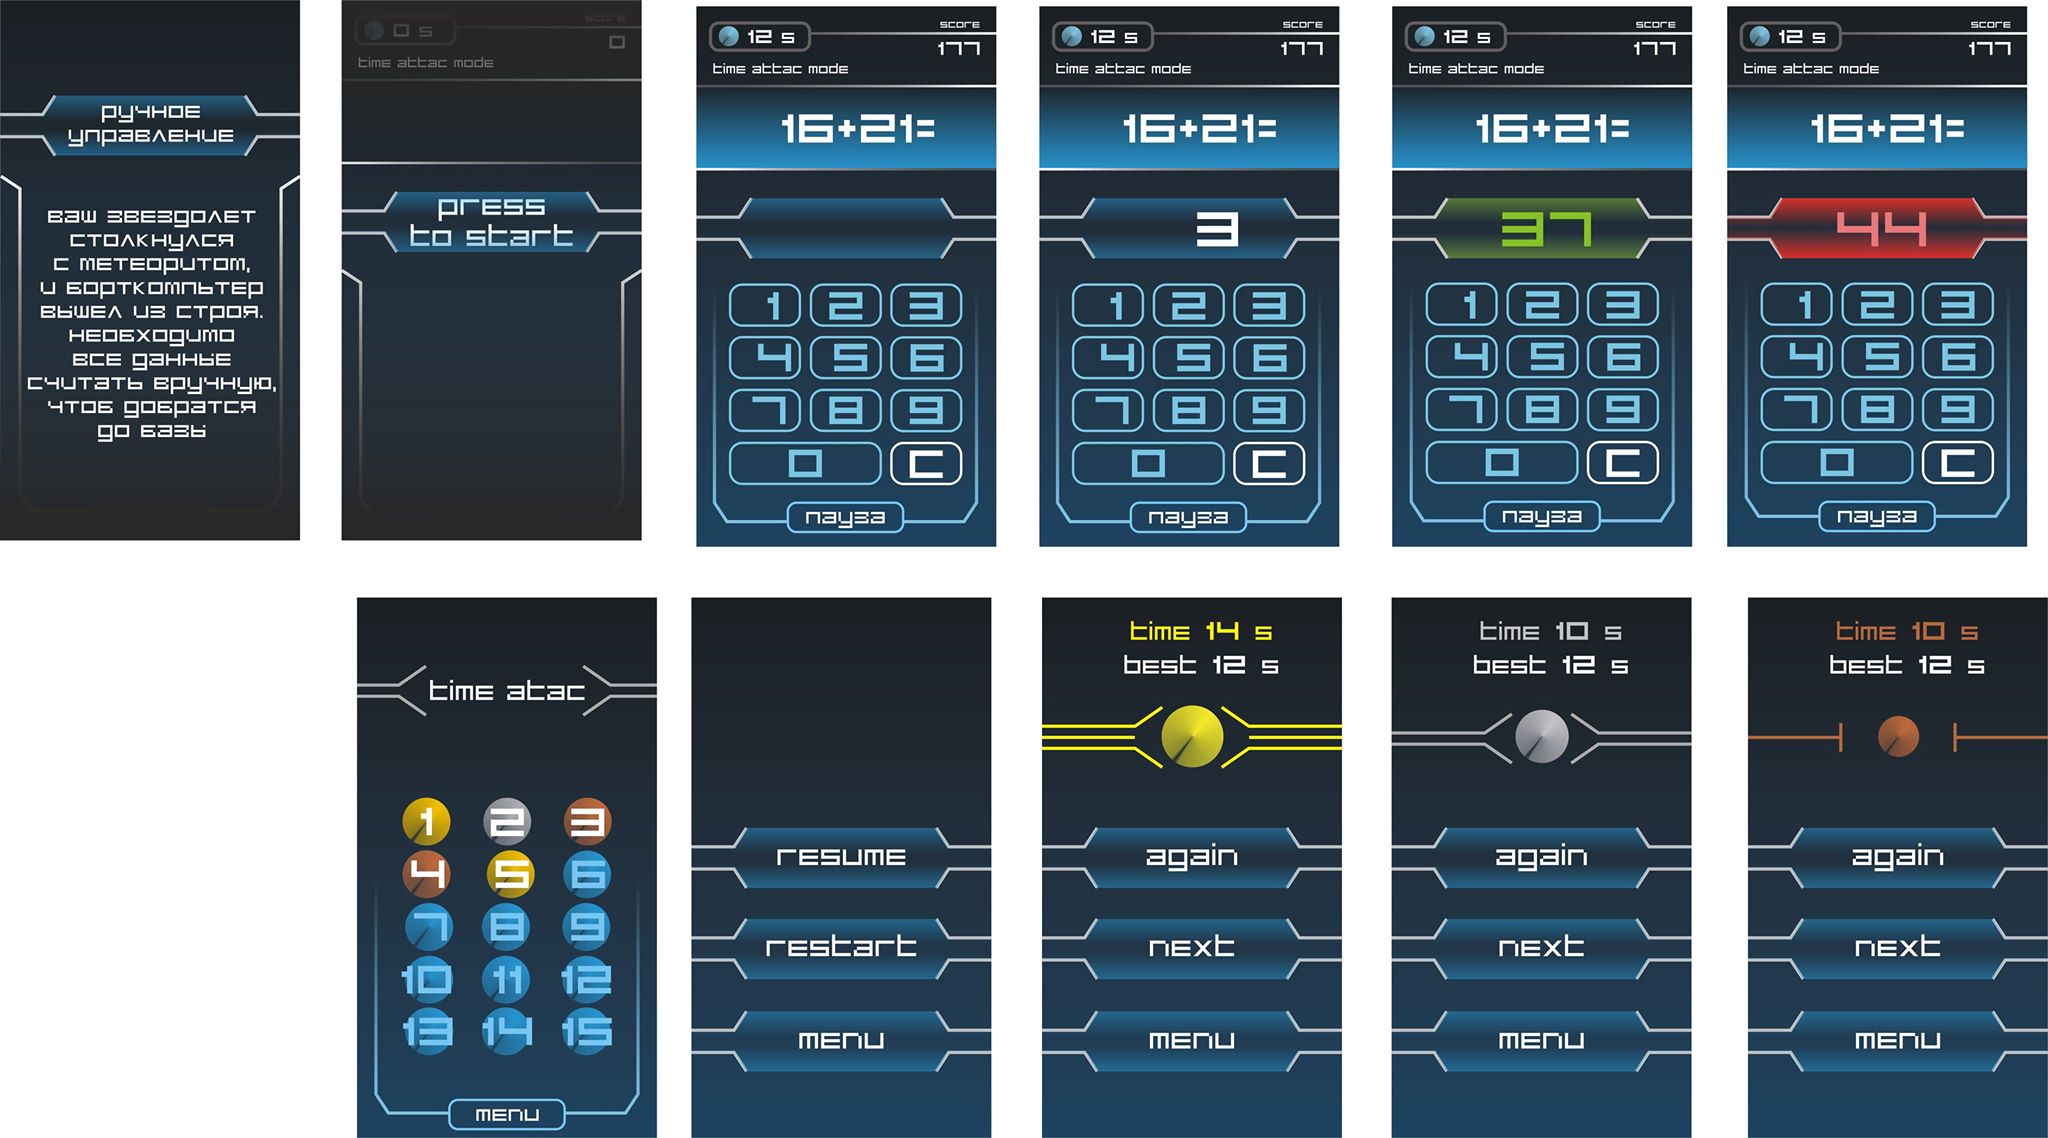 ручное
управление
ваш звездолет
столкнулся
с метеоритом,
и борткомпьтер
вышел из строя.
необходимо
все данные
считать вручную,
чтоб добратся
до базы
score
0 s
0
time attac mode
press
to start
score
12 s
177
time attac mode
16+21=
1 2 3
4 5 6
7 8 9
0 C
пауза
score
12 s
177
time attac mode
16+21=
3
1 2 3
4 5 6
7 8 9
0 C
пауза
score
12 s
177
time attac mode
16+21=
37
1 2 3
4 5 6
7 8 9
0 C
пауза
score
12 s
177
time attac mode
16+21=
44
1 2 3
4 5 6
7 8 9
0 C
пауза
time atac
1 2 3
4 5 6
7 8 9
10 11 12
13 14 15
menu
resume
restart
menu
time 14 s
best 12 s
again
next
menu
time 10 s
best 12 s
again
next
menu
time 10 s
best 12 s
again
next
menu